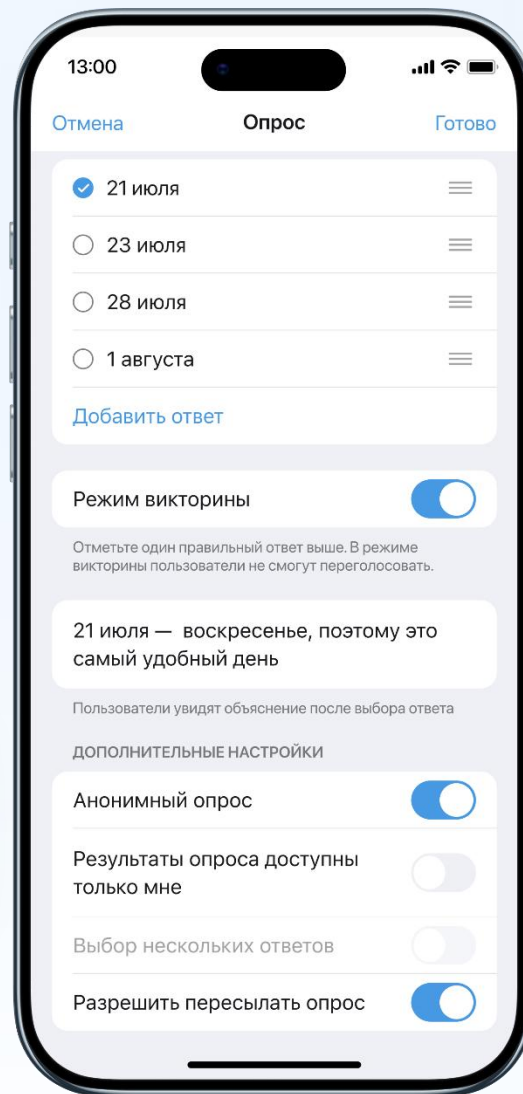 13:00
Отмена
Опрос
Готово
21 июля
23 июля
28 июля
1 августа
Добавить ответ
Режим викторины
Отметьте один правильный ответ выше. В режиме
викторины пользователи не смогут переголосовать.
21 июля — воскресенье, поэтому это
самый удобный день
Пользователи увидят объяснение после выбора ответа
ДОПОЛНИТЕЛЬНЫЕ НАСТРОЙКИ
Анонимный опрос
Результаты опроса доступны
только мне
Выбор нескольких ответов
Разрешить пересылать опрос